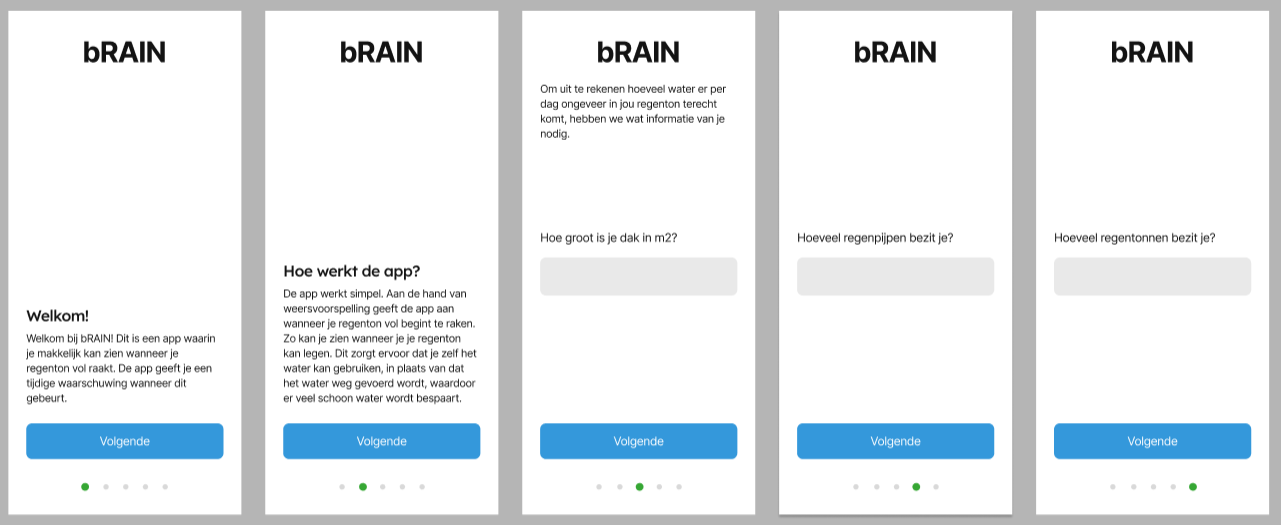 bRAIN
Welkom!
Welkom bij bRAIN! Dit is een app waarin
je makkelijk kan zien wanneer je
regenton vol raakt. De app geeft je een
tijdige waarschuwing wanneer dit
gebeurt.
Volgende
bRAIN
Hoe werkt de app?
De app werkt simpel. Aan de hand van
weersvoorspelling geeft de app aan
wanneer je regenton vol begint te raken.
Zo kan je zien wanneer je je regenton
kan legen. Dit zorgt ervoor dat je zelf het
water kan gebruiken, in plaats van dat
het water weg gevoerd wordt, waardoor
er veel schoon water wordt bespaart.
Volgende
bRAIN
Om uit te rekenen hoeveel water er per
dag ongeveer in jou regenton terecht
komt, hebben we wat informatie van je
nodig.
Hoe groot is je dak in m2?
Volgende
bRAIN
Hoeveel regenpijpen bezit je?
Volgende
bRAIN
Hoeveel regentonnen bezit je?
Volgende